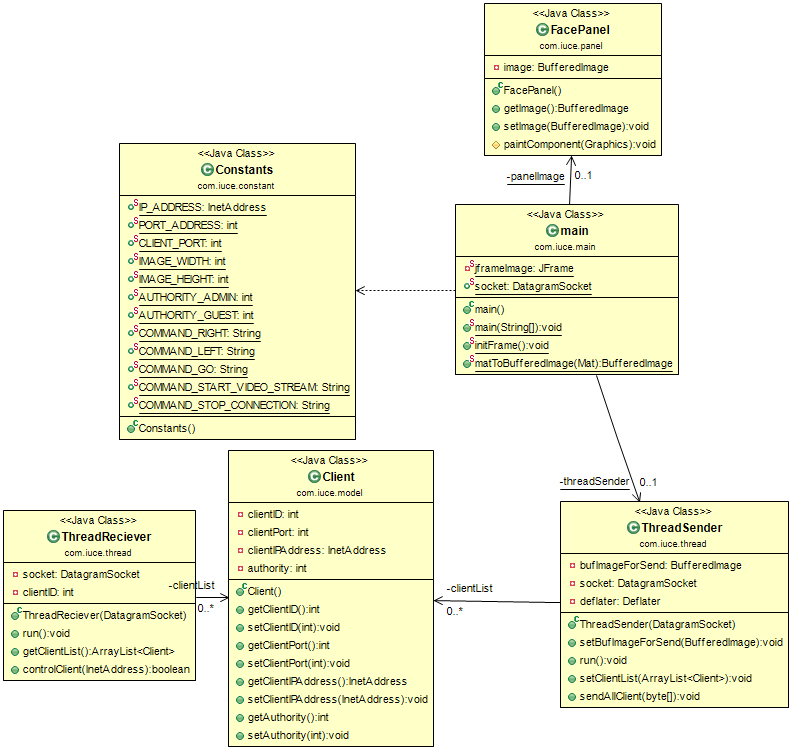 <<Java Class>>
FacePanel
com.iuce.panel
image: BufferedImage
FacePanel()
getImage():BufferedImage
setImage(BufferedImage):void
paintComponent(Graphics):void
-panelImage
0..1
<<Java Class>>
Constants
com.iuce.constant
IP_ADDRESS: InetAddress
PORT_ADDRESS: int
CLIENT_PORT: int
IMAGE_WIDTH: int
IMAGE_HEIGHT: int
AUTHORITY_ADMIN: int
AUTHORITY_GUEST: int
COMMAND_RIGHT: String
COMMAND_LEFT: String
COMMAND_GO: String
COMMAND_START_VIDEO_STREAM: String
COMMAND_STOP_CONNECTION: String
Constants()
<<Java Class>>
main
com.iuce.main
jframeImage: JFrame
socket: DatagramSocket
main()
main(String[]):void
initFrame():void
matToBufferedImage(Mat):BufferedImage
-threadSender
0..1
<<Java Class>>
ThreadReciever
com.iuce.thread
socket: DatagramSocket
clientID: int
ThreadReciever(DatagramSocket)
run():void
getClientList():ArrayList<Client>
controlClient(InetAddress):boolean
-clientList
0..*
<<Java Class>>
Client
com.iuce.model
clientID: int
clientPort: int
clientIPAddress: InetAddress
authority: int
Client()
getClientID():int
setClientID(int):void
getClientPort():int
setClientPort(int):void
getClientIPAddress():InetAddress
setClientIPAddress(InetAddress):void
getAuthority():int
setAuthority(int):void
-clientList
0..*
<<Java Class>>
ThreadSender
com.iuce.thread
bufImageForSend: BufferedImage
socket: DatagramSocket
deflater: Deflater
ThreadSender(DatagramSocket)
setBufImageForSend(BufferedImage):void
run():void
setClientList(ArrayList<Client>):void
sendAllClient(byte[]):void